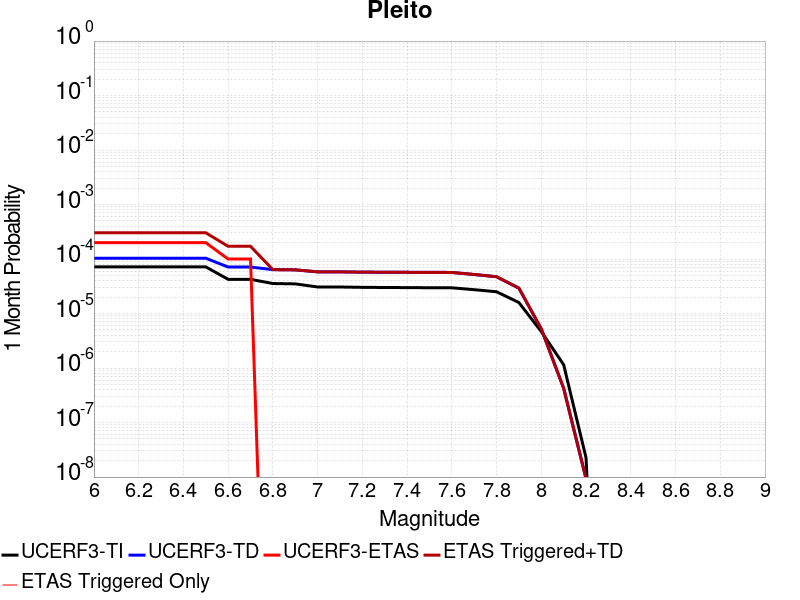 Pleito
10^0
10^-1
10^-2
10^-3
10^-4
10^-5
10^-6
10^-7
10^-8
1 Month Probability
6 6.2 6.4 6.6 6.8 7 7.2 7.4 7.6 7.8 8 8.2 8.4 8.6 8.8 9
Magnitude
UCERF3-TI UCERF3-TD UCERF3-ETAS ETAS Triggered+TD
ETAS Triggered Only